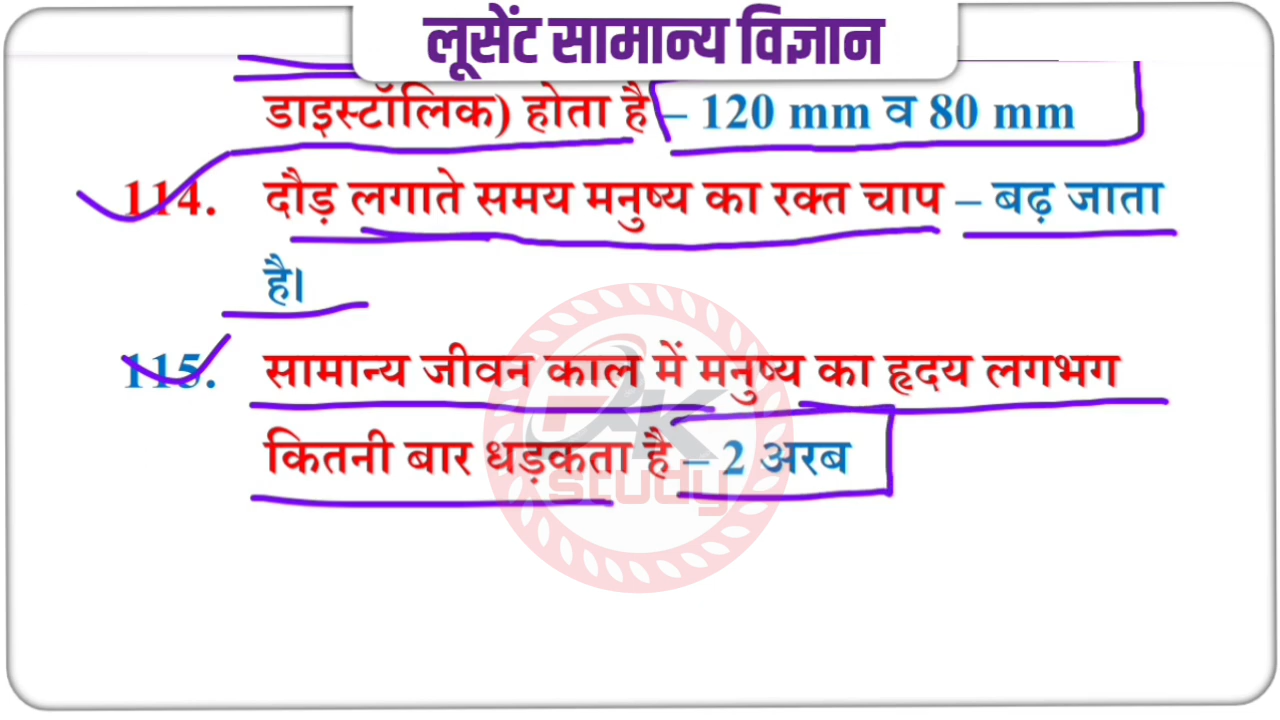 लूसेंट सामान्य विज्ञान
डाइस्टॉलिक) होता है – 120 mm व 80 mm
114. दौड़ लगाते समय मनुष्य का रक्त चाप – बढ़ जाता
है।
115. सामान्य जीवन काल में मनुष्य का हृदय लगभग
कितनी बार धड़कता है – 2 अरब
study